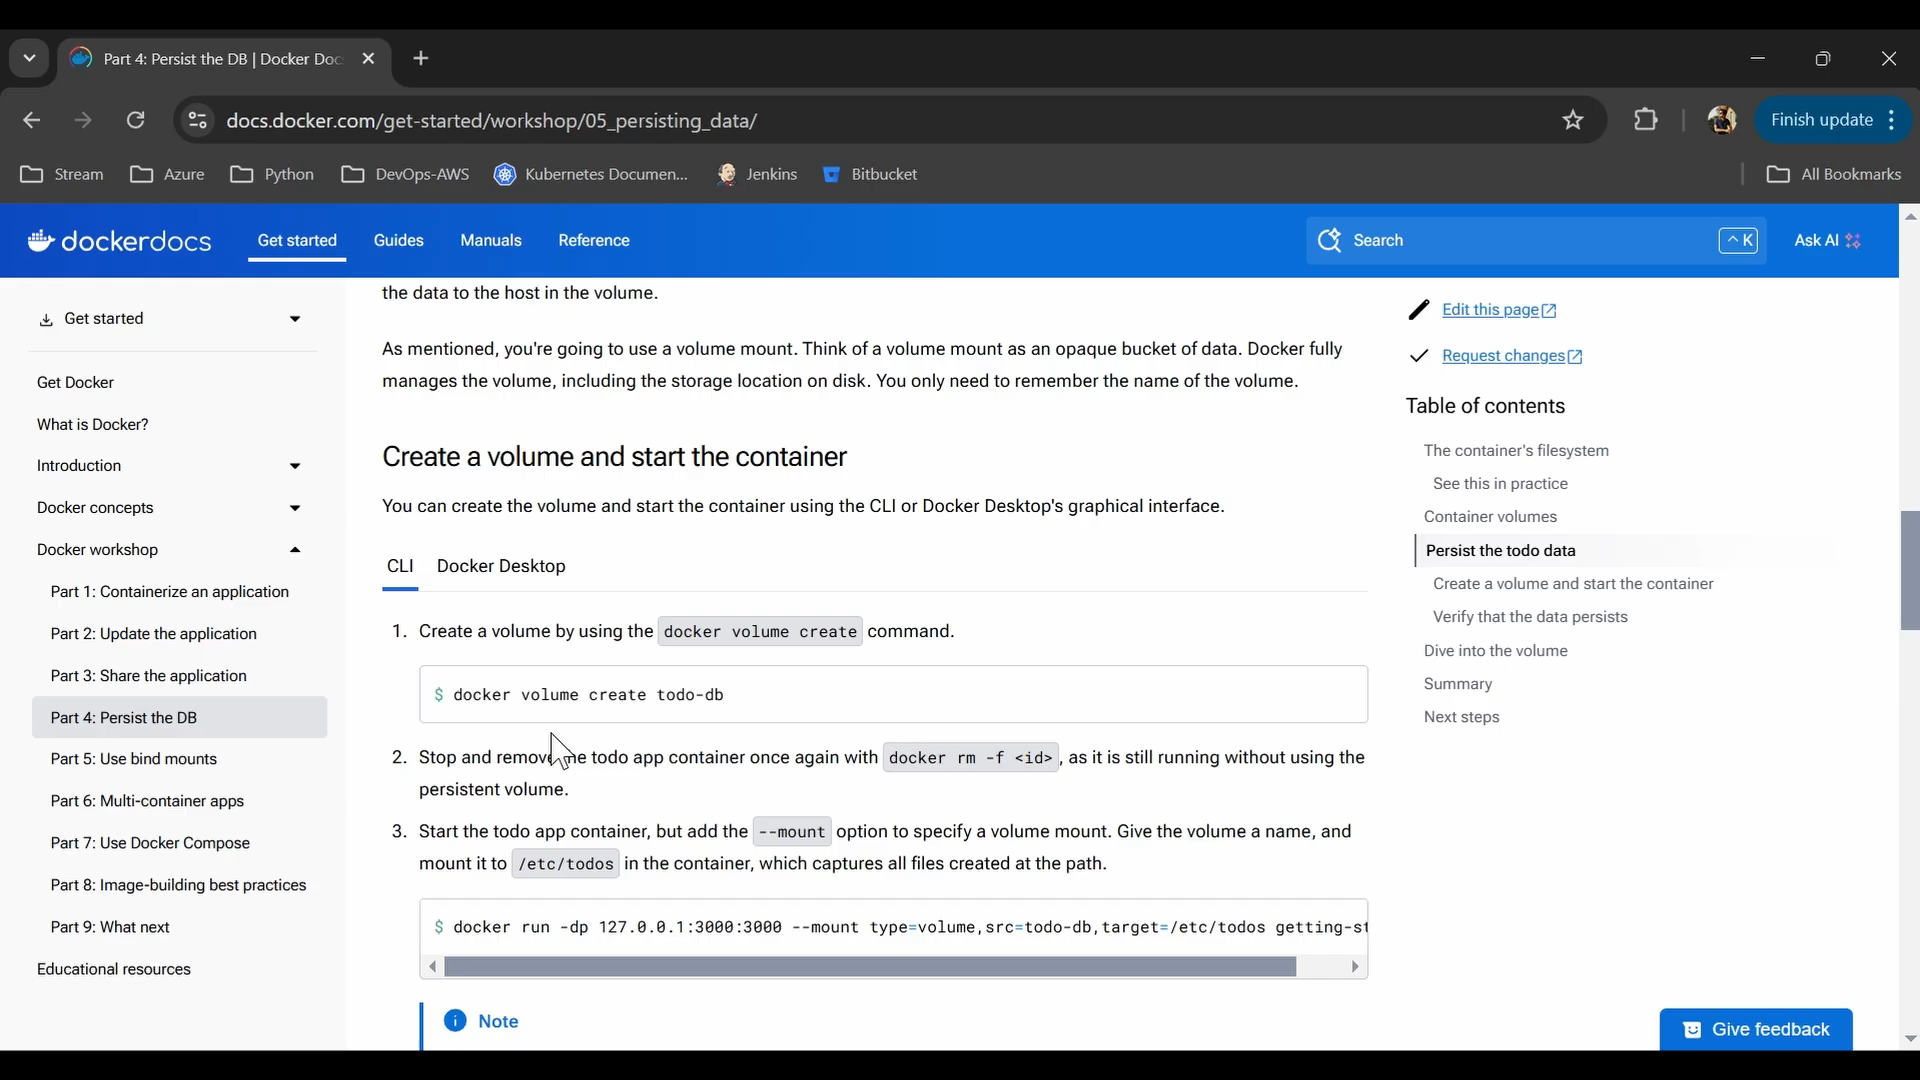 Part 4: Persist the DB | Docker Doc
docs.docker.com/get-started/workshop/05_persisting_data/
Finish update
Stream
Azure
Python
DevOps-AWS
Kubernetes Documen...
Jenkins
Bitbucket
All Bookmarks
dockerdocs
Get started
Guides
Manuals
Reference
Search
^ K
Ask AI
Get started
Get Docker
What is Docker?
Introduction
Docker concepts
Docker workshop
Part 1: Containerize an application
Part 2: Update the application
Part 3: Share the application
Part 4: Persist the DB
Part 5: Use bind mounts
Part 6: Multi-container apps
Part 7: Use Docker Compose
Part 8: Image-building best practices
Part 9: What next
Educational resources
the data to the host in the volume.
As mentioned, you're going to use a volume mount. Think of a volume mount as an opaque bucket of data. Docker fully
manages the volume, including the storage location on disk. You only need to remember the name of the volume.
Create a volume and start the container
You can create the volume and start the container using the CLI or Docker Desktop's graphical interface.
CLI
Docker Desktop
1. Create a volume by using the docker volume create command.
$ docker volume create todo-db
2. Stop and remove the todo app container once again with docker rm -f <id>, as it is still running without using the
persistent volume.
3. Start the todo app container, but add the --mount option to specify a volume mount. Give the volume a name, and
mount it to /etc/todos in the container, which captures all files created at the path.
$ docker run -dp 127.0.0.1:3000:3000 --mount type=volume,src=todo-db,target=/etc/todos getting-st
Note
Edit this page
Request changes
Table of contents
The container's filesystem
See this in practice
Container volumes
Persist the todo data
Create a volume and start the container
Verify that the data persists
Dive into the volume
Summary
Next steps
Give feedback